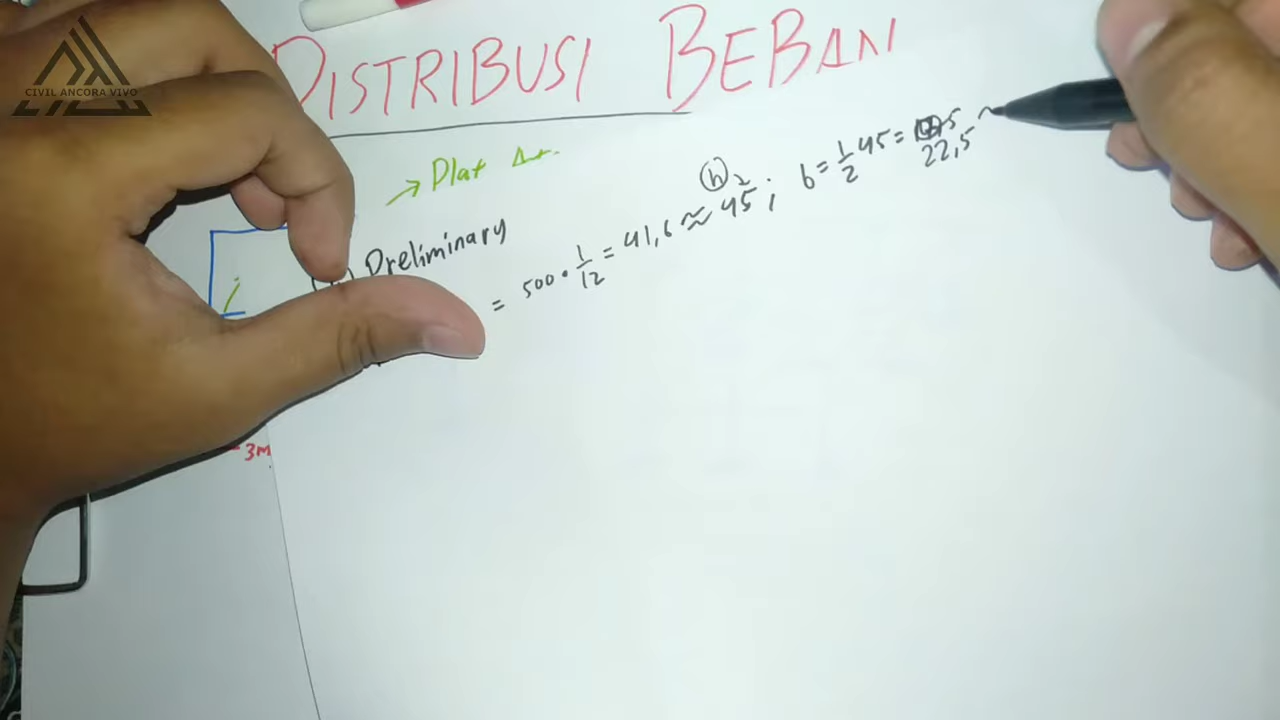 CIVIL ANCORA VIVO
DISTRIBUSI BEBAN
→ Plat
Preliminary
= 500 · 1/12 = 41,6 ≈ 45 ; b = 1/2 45 = 22,5 ~
h
3M